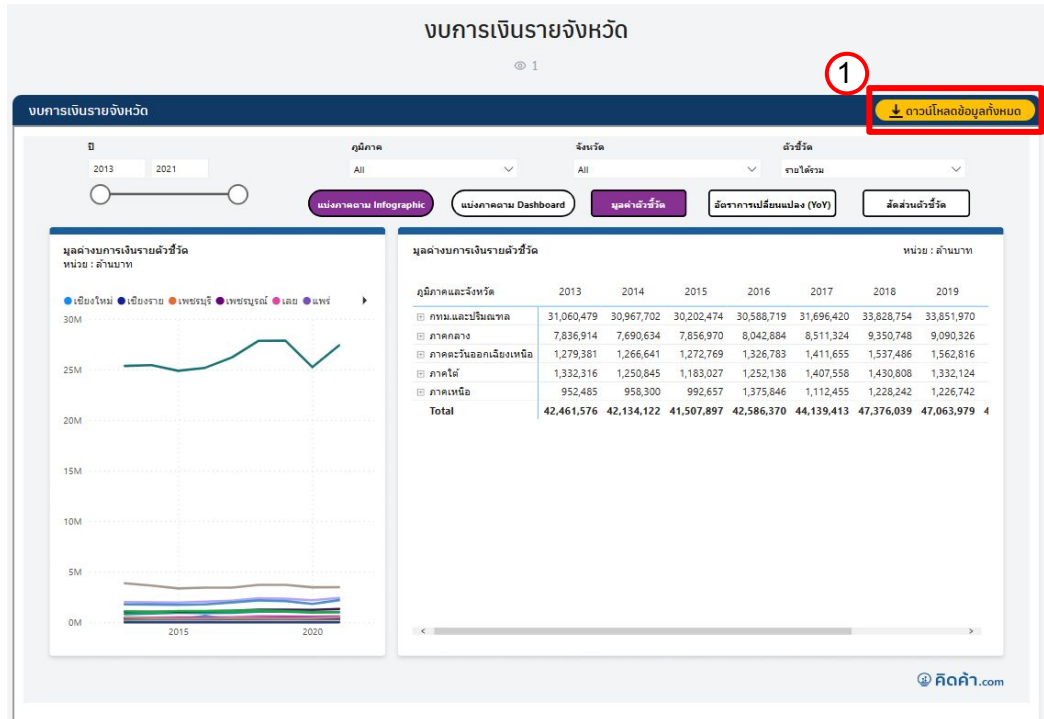 งบการเงินรายจังหวัด
1
1
งบการเงินรายจังหวัด
ดาวน์โหลดข้อมูลทั้งหมด
ปี ภูมิภาค จังหวัด ตัวชี้วัด
2013 2021 All All รายได้รวม
แบ่งภาคตาม Infographic แบ่งภาคตาม Dashboard มูลค่าตัวชี้วัด อัตราการเปลี่ยนแปลง (YoY) สัดส่วนตัวชี้วัด
มูลค่างบการเงินรายตัวชี้วัด
หน่วย : ล้านบาท
เชียงใหม่ เชียงราย เพชรบุรี เพชรบูรณ์ เลย แพร่
30M
25M
20M
15M
10M
5M
0M
2015 2020
มูลค่างบการเงินรายตัวชี้วัด หน่วย : ล้านบาท
ภูมิภาคและจังหวัด 2013 2014 2015 2016 2017 2018 2019
กทม.และปริมณฑล 31,060,479 30,967,702 30,202,474 30,588,719 31,696,420 33,828,754 33,851,970
ภาคกลาง 7,836,914 7,690,634 7,856,970 8,042,884 8,511,324 9,350,748 9,090,326
ภาคตะวันออกเฉียงเหนือ 1,279,381 1,266,641 1,272,769 1,326,783 1,411,655 1,537,486 1,562,816
ภาคใต้ 1,332,316 1,250,845 1,183,027 1,252,138 1,407,558 1,430,808 1,332,124
ภาคเหนือ 952,485 958,300 992,657 1,375,846 1,112,455 1,228,242 1,226,742
Total 42,461,576 42,134,122 41,507,897 42,586,370 44,139,413 47,376,039 47,063,979 4
คิดค้า.com